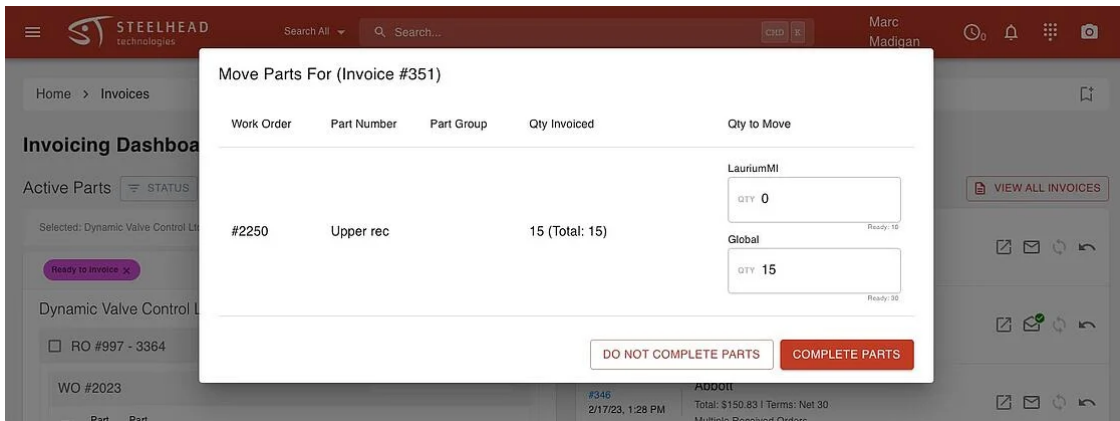 STEELHEAD
technologies
Search All
Search...
CMD K
Marc
Madigan
0
Home > Invoices
Invoicing Dashboa
Active Parts
STATUS
VIEW ALL INVOICES
Selected: Dynamic Valve Control Lt
Ready to Invoice x
Dynamic Valve Control L
RO #997 - 3364
WO #2023
Part Part
Move Parts For (Invoice #351)
Work Order Part Number Part Group Qty Invoiced Qty to Move
#2250 Upper rec 15 (Total: 15)
LauriumMI
QTY 0
Ready: 10
Global
QTY 15
Ready: 30
DO NOT COMPLETE PARTS COMPLETE PARTS
#346
2/17/23, 1:28 PM
Abbott
Total: $150.83 | Terms: Net 30
Multiple Received Orders